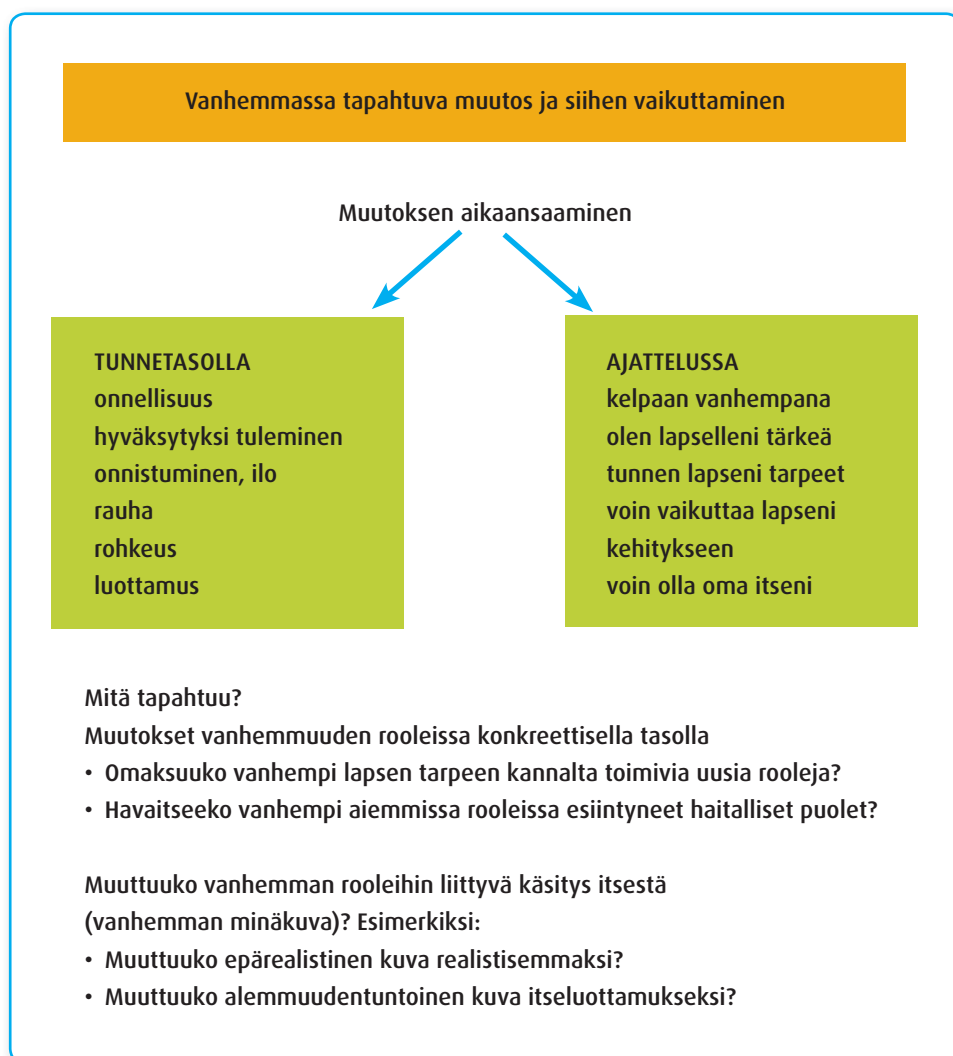 Vanhemmassa tapahtuva muutos ja siihen vaikuttaminen
Muutoksen aikaansaaminen
TUNNETASOLLA
onnellisuus
hyväksytyksi tuleminen
onnistuminen, ilo
rauha
rohkeus
luottamus
AJATTELUSSA
kelpaan vanhempana
olen lapselleni tärkeä
tunnen lapseni tarpeet
voin vaikuttaa lapseni
kehitykseen
voin olla oma itseni
Mitä tapahtuu?
Muutokset vanhemmuuden rooleissa konkreettisella tasolla
• Omaksuuko vanhempi lapsen tarpeen kannalta toimivia uusia rooleja?
• Havaitseeko vanhempi aiemmissa rooleissa esiintyneet haitalliset puolet?
Muuttuuko vanhemman rooleihin liittyvä käsitys itsestä
(vanhemman minäkuva)? Esimerkiksi:
• Muuttuuko epärealistinen kuva realistisemmaksi?
• Muuttuuko alemmuudentuntoinen kuva itseluottamukseksi?